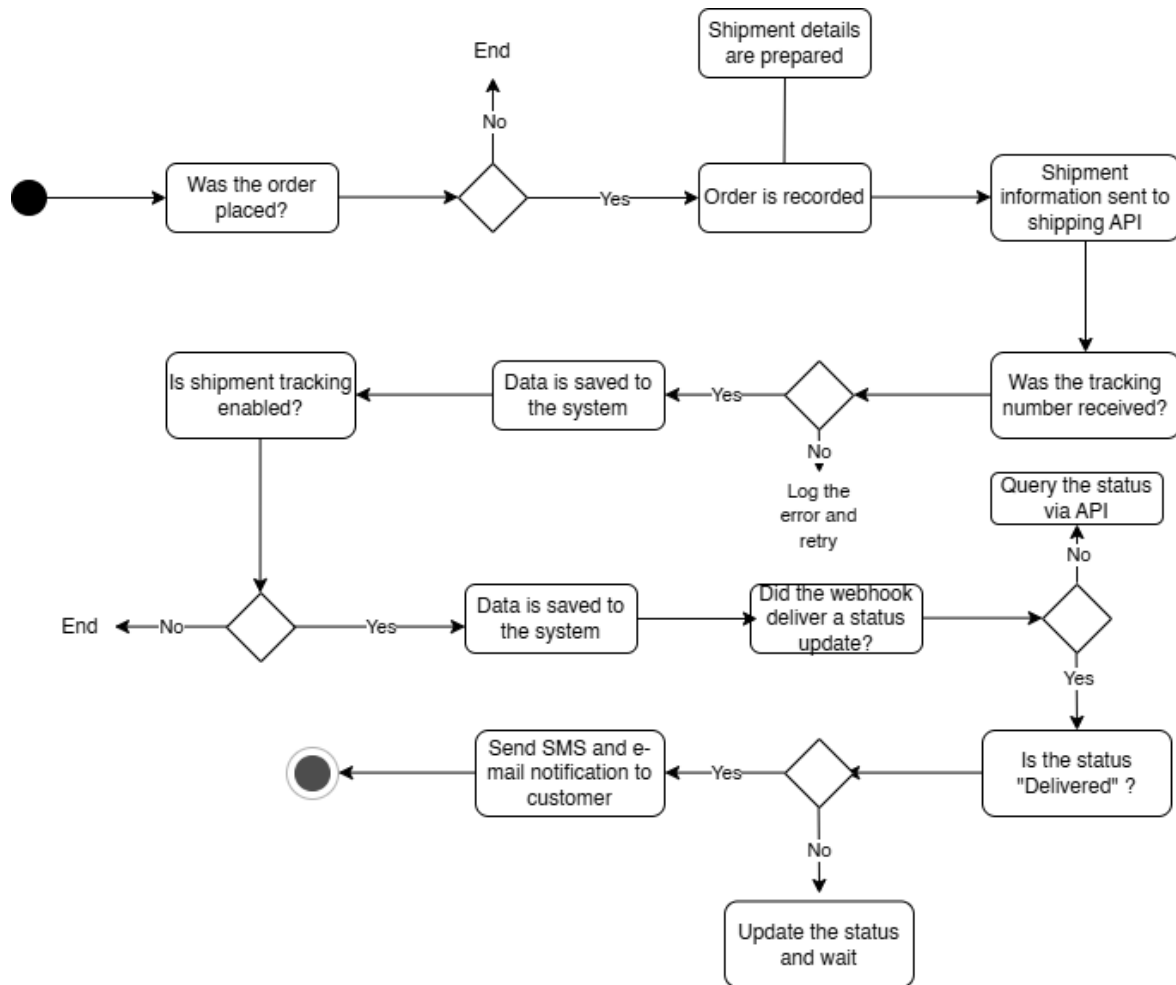 Shipment details
are prepared
End
No
Was the order
placed?
Yes
Order is recorded
Shipment
information sent to
shipping API
Is shipment tracking
enabled?
Data is saved to
the system
Yes
Was the tracking
number received?
No
Log the
error and
retry
Query the status
via API
No
End
No
Yes
Data is saved to
the system
Did the webhook
deliver a status
update?
Yes
Send SMS and e-
mail notification to
customer
Yes
Is the status
"Delivered" ?
No
Update the status
and wait